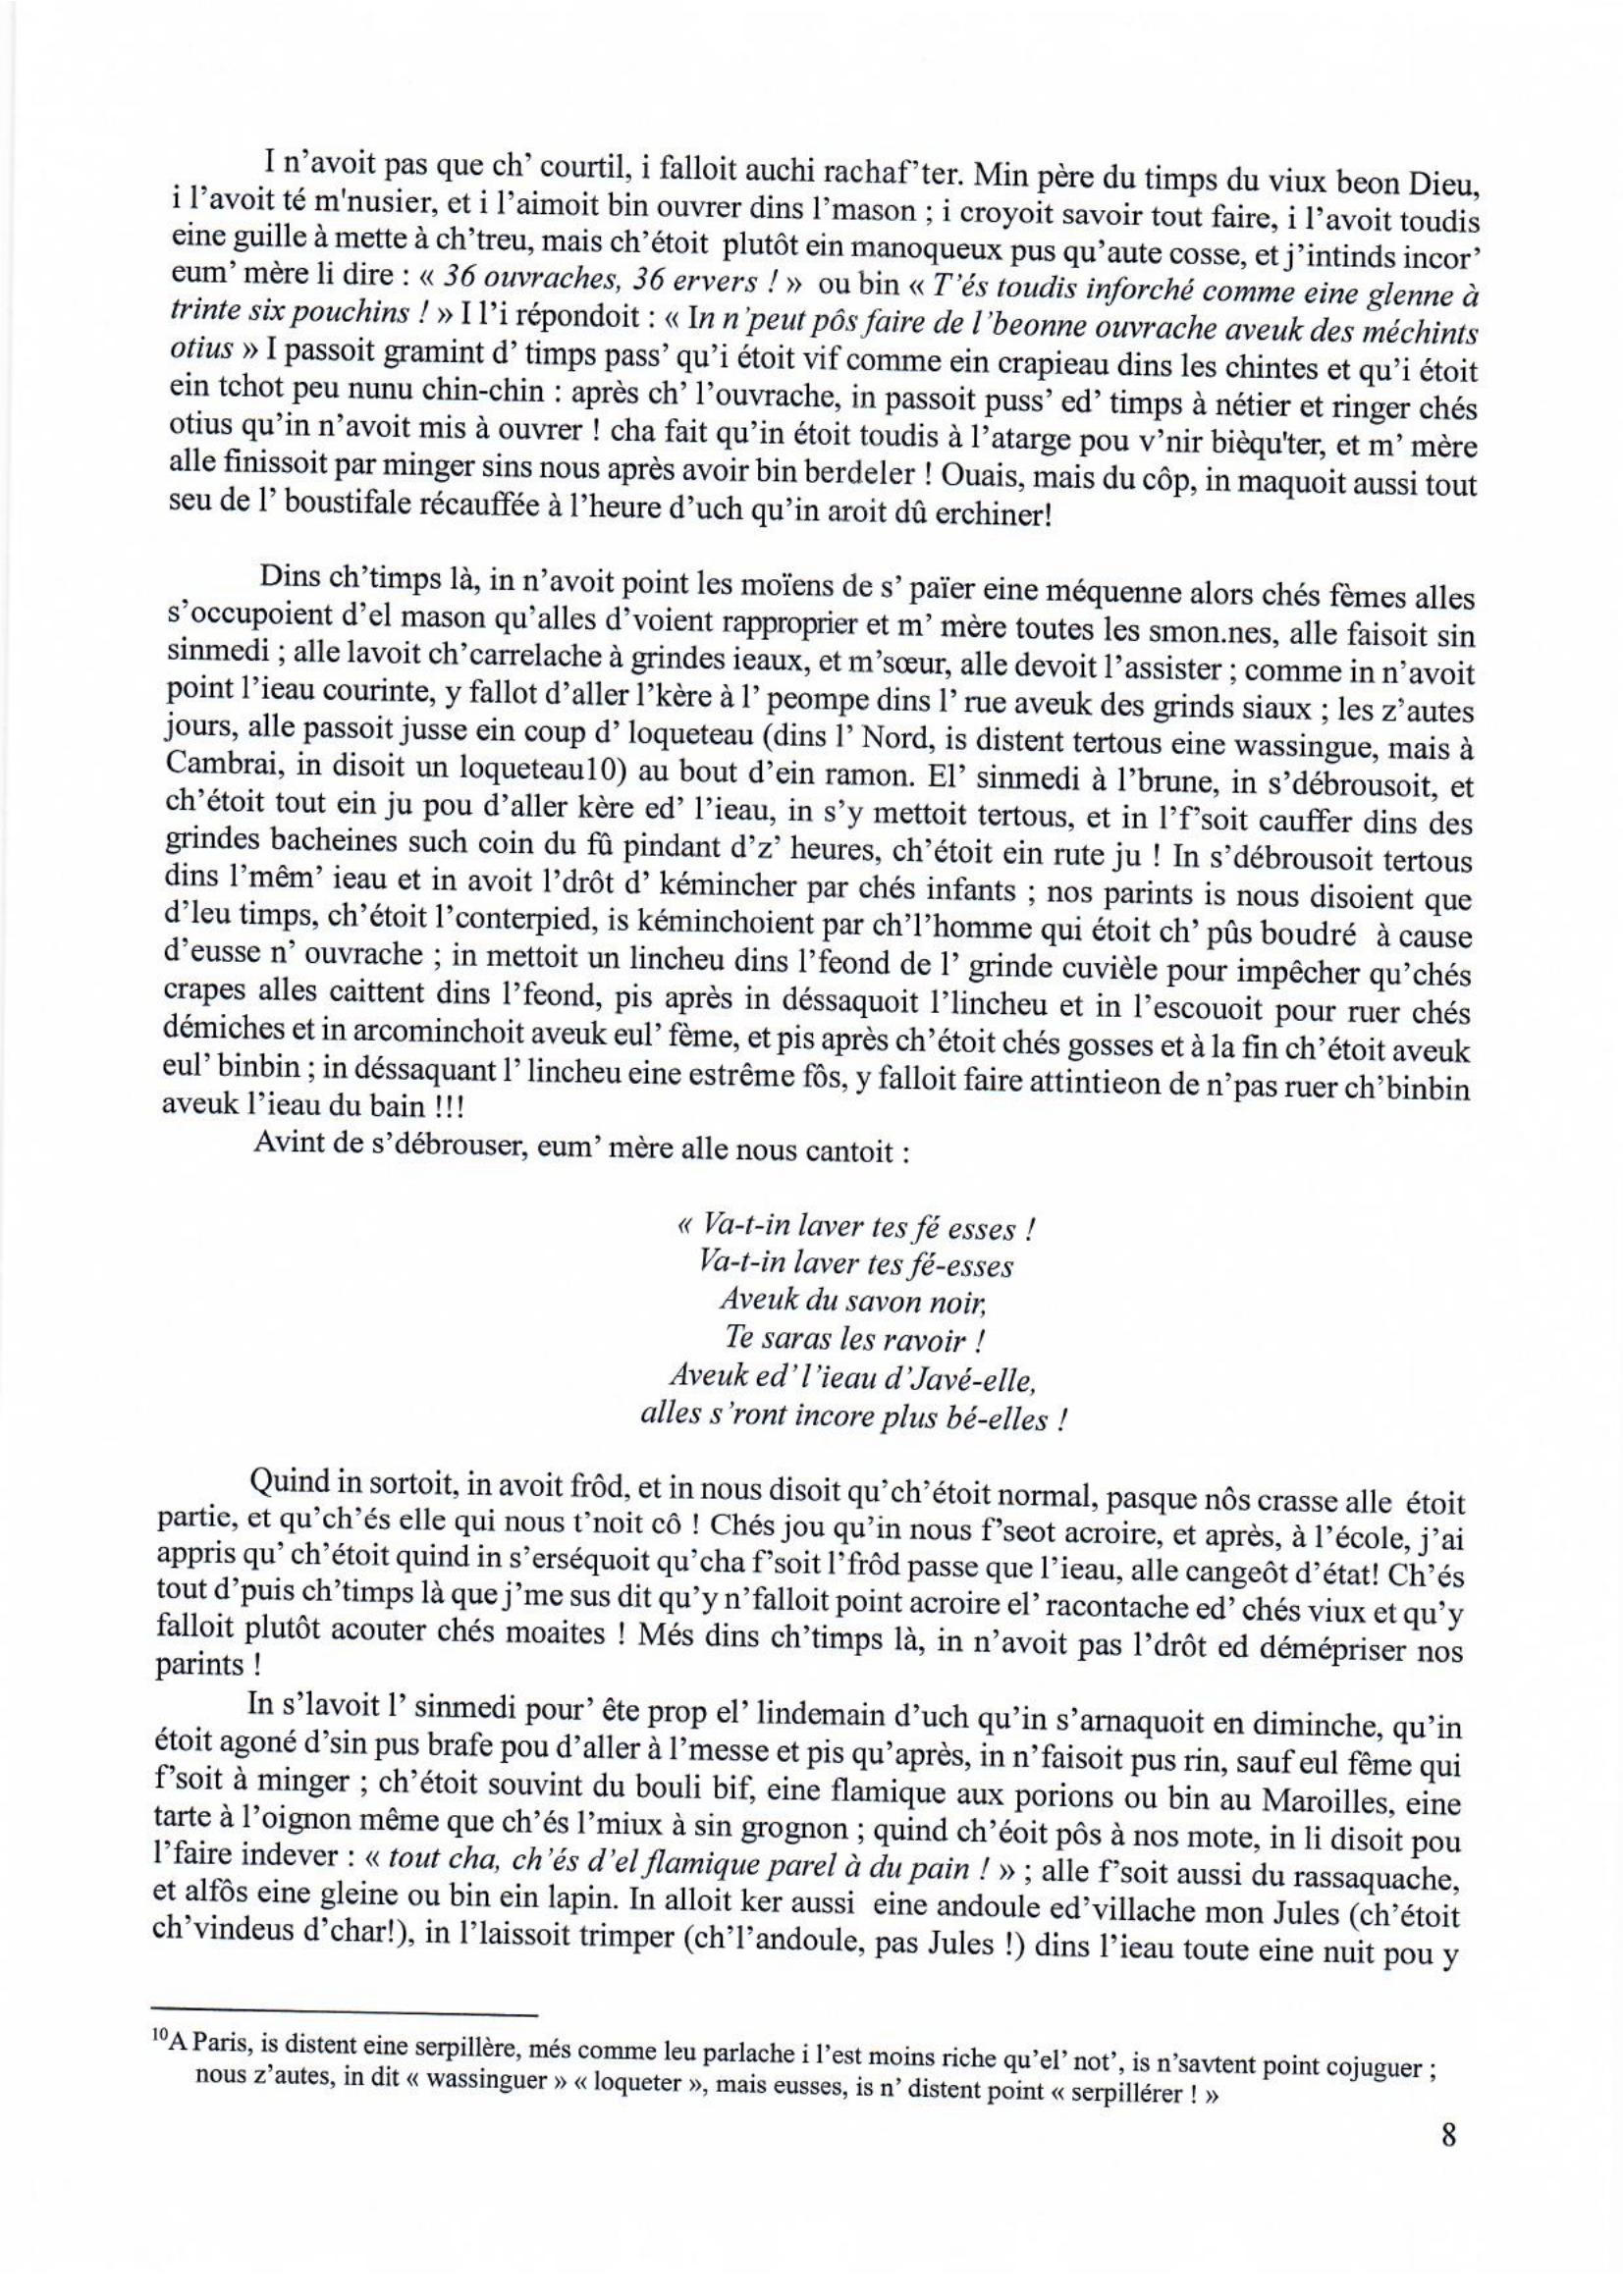 I n'avoit pas que ch' courtil, i falloit auchi rachaf'ter. Min père du timps du viux beon Dieu,
i l'avoit té m'nusier, et i l'aimoit bin ouvrer dins l'mason ; i croyoit savoir tout faire, i l'avoit toudis
eine guille à mette à ch'treu, mais ch'étoit plutôt ein manoqueux pus qu'aute cosse, et j'intinds incor'
eum' mère li dire : « 36 ouvraches, 36 ervers ! » ou bin « T'és toudis inforché comme eine glenne à
trinte six pouchins ! » I l'i répondoit : « In n'peut pôs faire de l'beonne ouvrache aveuk des méchints
otius » I passoit gramint d' timps pass' qu'i étoit vif comme ein crapieau dins les chintes et qu'i étoit
ein tchot peu nunu chin-chin : après ch' l'ouvrache, in passoit puss' ed' timps à nétier et ringer chés
otius qu'in n'avoit mis à ouvrer ! cha fait qu'in étoit toudis à l'atarge pou v'nir bièqu'ter, et m' mère
alle finissoit par minger sins nous après avoir bin berdeler ! Ouais, mais du côp, in maquoit aussi tout
seu de l' boustifale récauffée à l'heure d'uch qu'in aroit dû erchiner!
Dins ch'timps là, in n'avoit point les moïens de s' païer eine méquenne alors chés fèmes alles
s'occupoient d'el mason qu'alles d'voient rapproprier et m' mère toutes les smon.nes, alle faisoit sin
sinmedi ; alle lavoit ch'carrelache à grindes ieaux, et m'sœur, alle devoit l'assister ; comme in n'avoit
point l'ieau courinte, y fallot d'aller l'kère à l' peompe dins l' rue aveuk des grinds siaux ; les z'autes
jours, alle passoit jusse ein coup d' loqueteau (dins l' Nord, is distent tertous eine wassingue, mais à
Cambrai, in disoit un loqueteau10) au bout d'ein ramon. El' sinmedi à l'brune, in s'débrousoit, et
ch'étoit tout ein ju pou d'aller kère ed' l'ieau, in s'y mettoit tertous, et in l'f'soit cauffer dins des
grindes bacheines such coin du fû pindant d'z' heures, ch'étoit ein rute ju ! In s'débrousoit tertous
dins l'mêm' ieau et in avoit l'drôt d' kémincher par chés infants ; nos parints is nous disoient que
d'leu timps, ch'étoit l'conterpied, is kéminchoient par ch'l'homme qui étoit ch' pûs boudré à cause
d'eusse n' ouvrache ; in mettoit un lincheu dins l'feond de l' grinde cuvièle pour impêcher qu'chés
crapes alles caittent dins l'feond, pis après in déssaquoit l'lincheu et in l'escouoit pour ruer chés
démiches et in arcominchoit aveuk eul' fème, et pis après ch'étoit chés gosses et à la fin ch'étoit aveuk
eul' binbin ; in déssaquant l' lincheu eine estrême fôs, y falloit faire attintieon de n'pas ruer ch'binbin
aveuk l'ieau du bain !!!
Avint de s'débrouser, eum' mère alle nous cantoit :
« Va-t-in laver tes fé esses !
Va-t-in laver tes fé-esses
Aveuk du savon noir,
Te saras les ravoir !
Aveuk ed' l'ieau d'Javé-elle,
alles s'ront incore plus bé-elles !
Quind in sortoit, in avoit frôd, et in nous disoit qu'ch'étoit normal, pasque nôs crasse alle étoit
partie, et qu'ch'és elle qui nous t'noit cô ! Chés jou qu'in nous f'seot acroire, et après, à l'école, j'ai
appris qu' ch'étoit quind in s'erséquoit qu'cha f'soit l'frôd passe que l'ieau, alle cangeôt d'état! Ch'és
tout d'puis ch'timps là que j'me sus dit qu'y n'falloit point acroire el' racontache ed' chés viux et qu'y
falloit plutôt acouter chés moaites ! Més dins ch'timps là, in n'avoit pas l'drôt ed démépriser nos
parints !
In s'lavoit l' sinmedi pour' ête prop el' lindemain d'uch qu'in s'arnaquoit en diminche, qu'in
étoit agoné d'sin pus brafe pou d'aller à l'messe et pis qu'après, in n'faisoit pus rin, sauf eul fême qui
f'soit à minger ; ch'étoit souvint du bouli bif, eine flamique aux porions ou bin au Maroilles, eine
tarte à l'oignon même que ch'és l'miux à sin grognon ; quind ch'éoit pôs à nos mote, in li disoit pou
l'faire indever : « tout cha, ch'és d'el flamique parel à du pain ! » ; alle f'soit aussi du rassaquache,
et alfôs eine gleine ou bin ein lapin. In alloit ker aussi eine andoule ed'villache mon Jules (ch'étoit
ch'vindeus d'char!), in l'laissoit trimper (ch'l'andoule, pas Jules !) dins l'ieau toute eine nuit pou y
10A Paris, is distent eine serpillère, més comme leu parlache i l'est moins riche qu'el' not', is n'savtent point cojuguer ;
nous z'autes, in dit « wassinguer » « loqueter », mais eusses, is n' distent point « serpillérer ! »
8